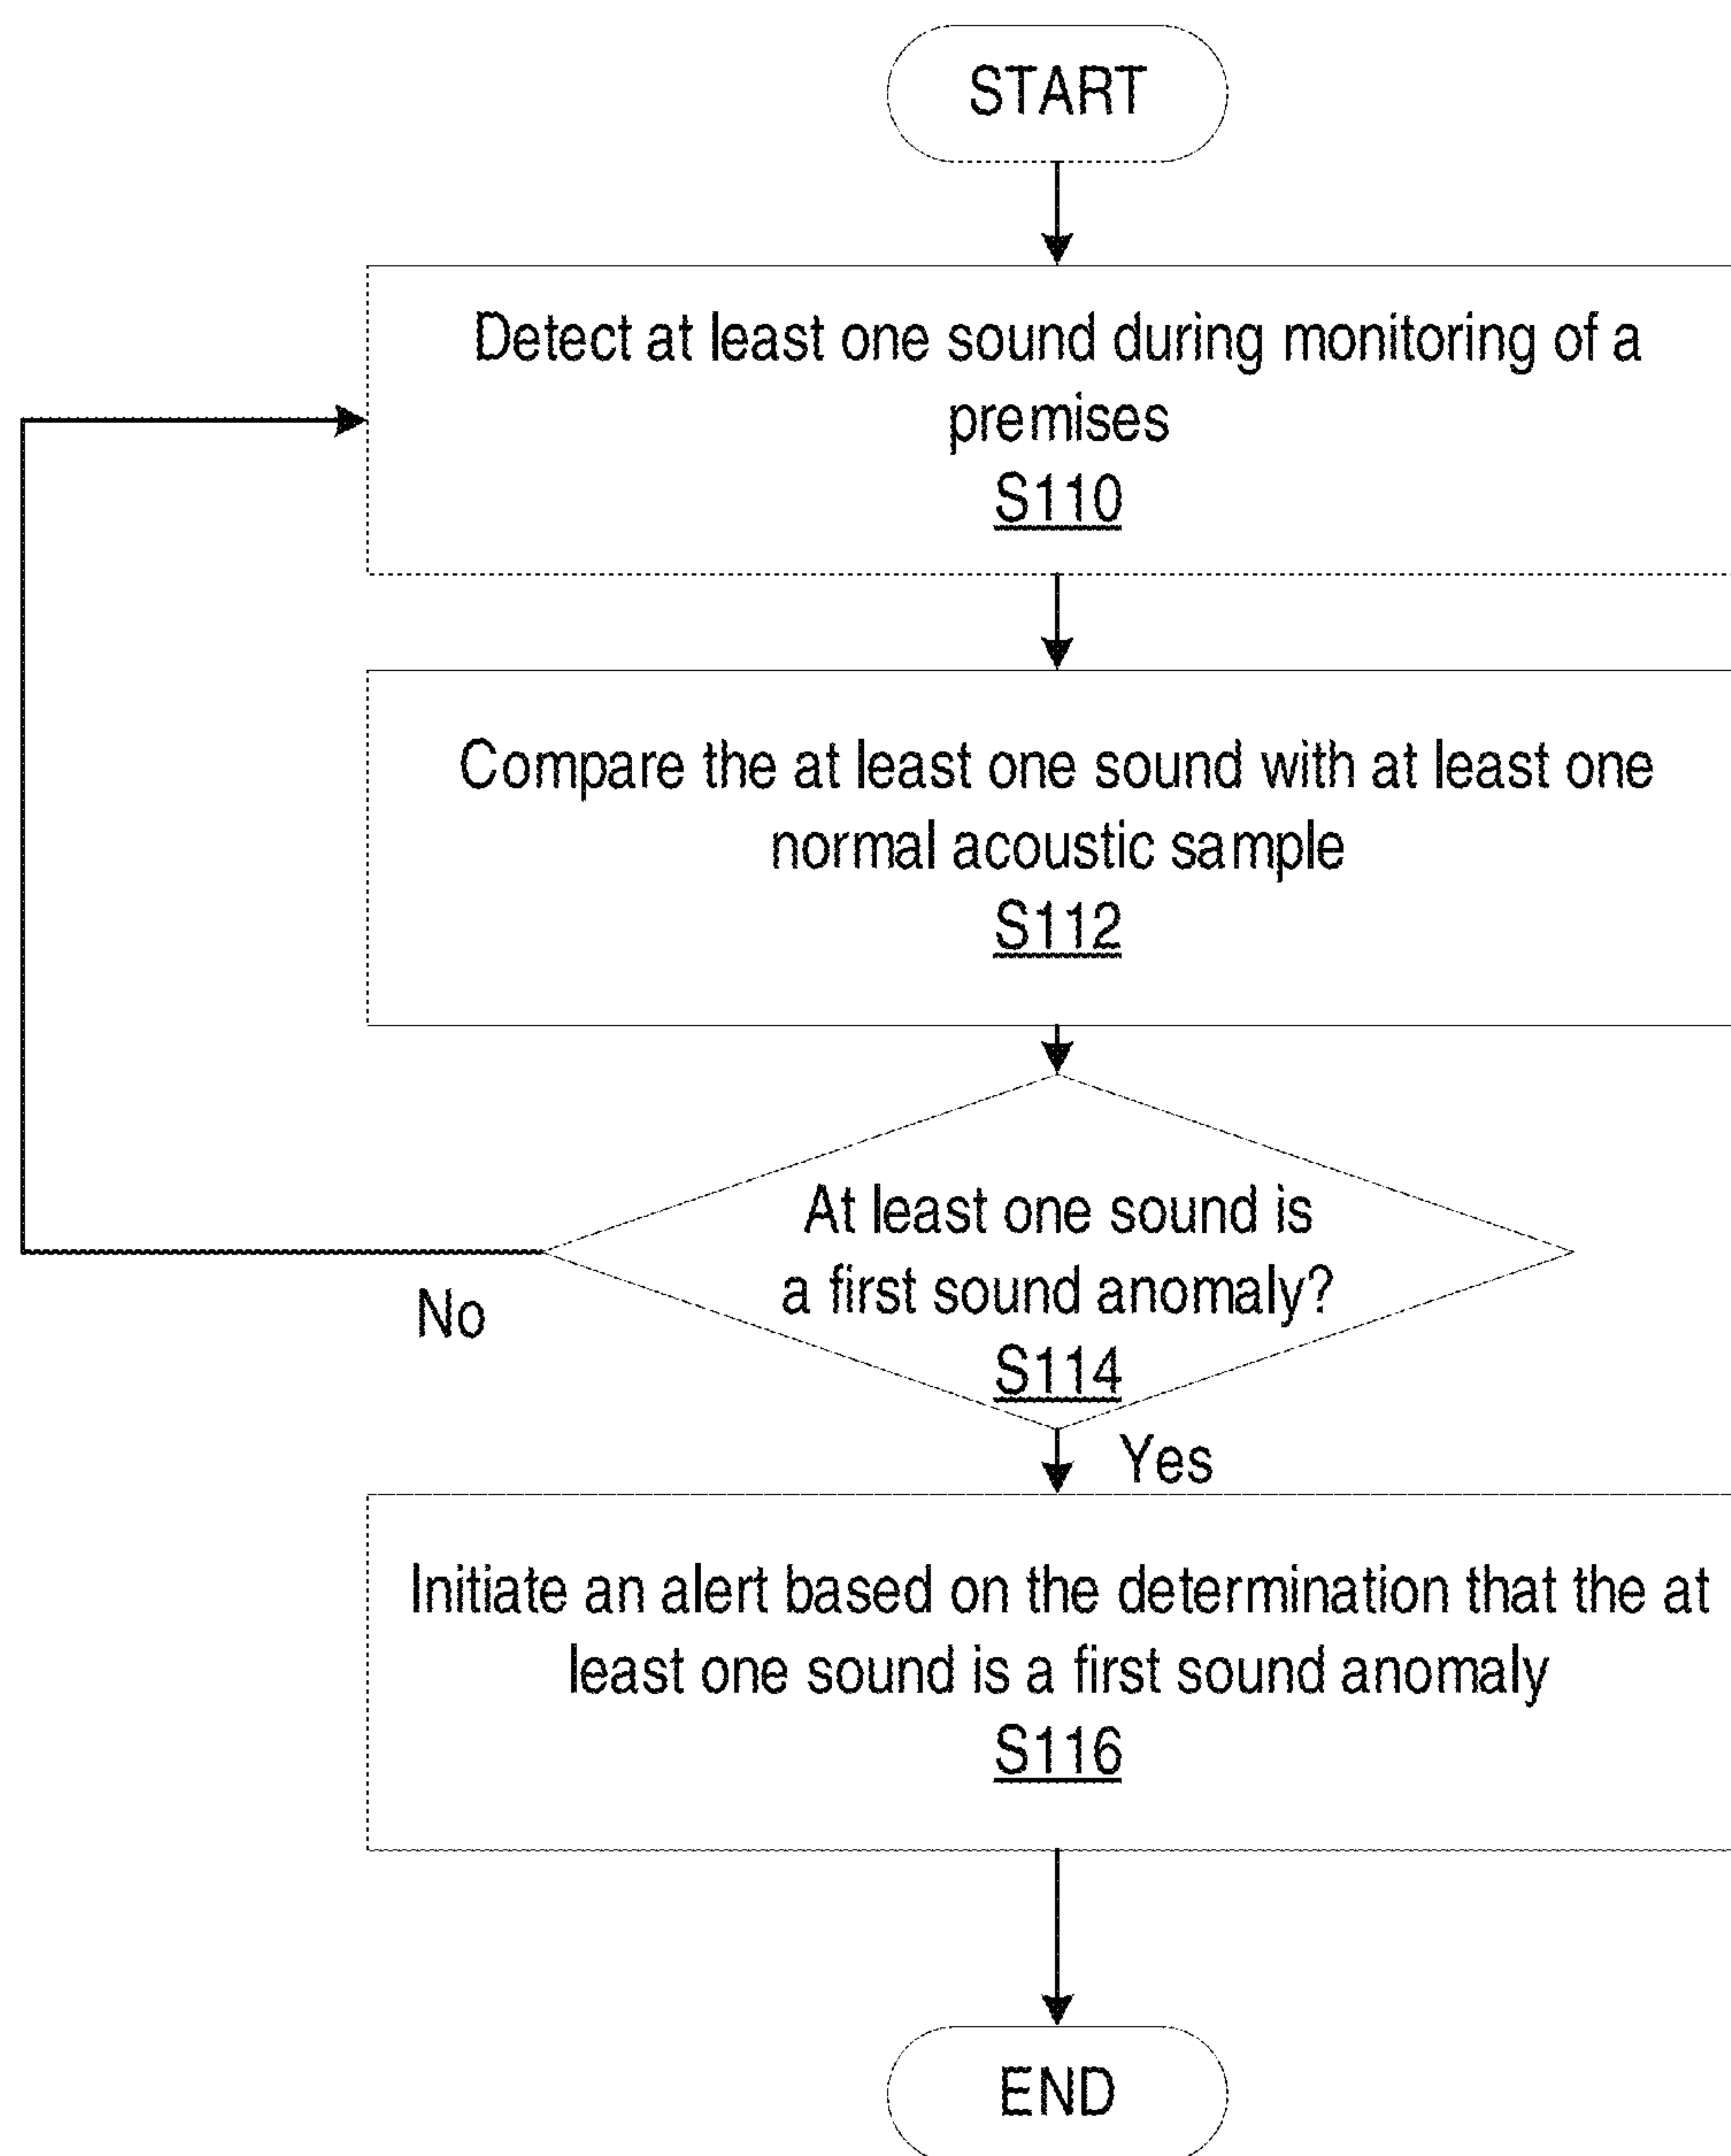 START
Detect at least one sound during monitoring of a
premises
S110
Compare the at least one sound with at least one
normal acoustic sample
S112
At least one sound is
a first sound anomaly?
S114
No
Yes
Initiate an alert based on the determination that the at
least one sound is a first sound anomaly
S116
END